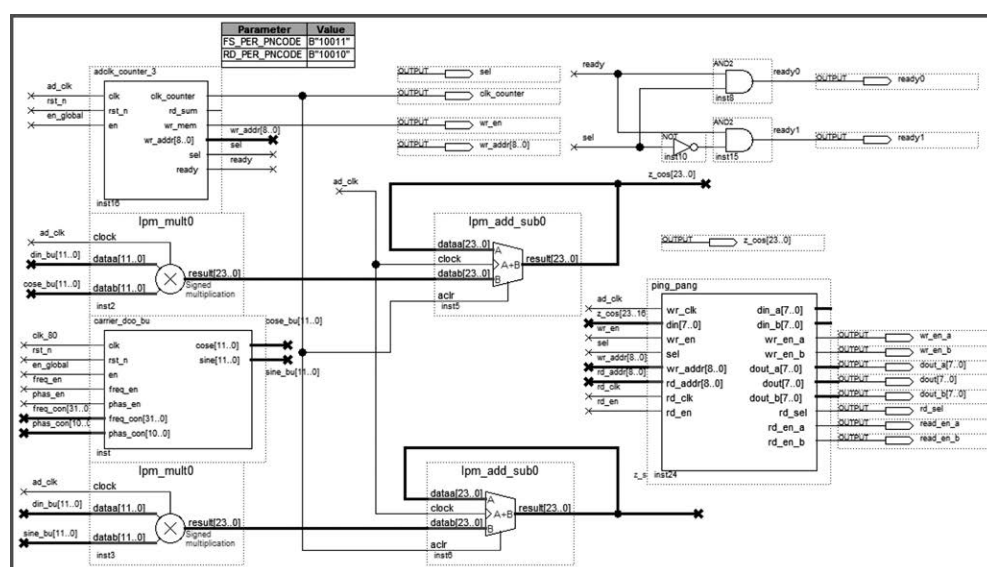 Parameter Value
FS_PER_PNCODE B"10011"
RD_PER_PNCODE B"10010"
adclk_counter_3
ad_clk
rst_n
en_global
clk
rst_n
en
clk_counter
rd_sum
wr_mem
wr_addr[8..0]
sel
ready
wr_addr[8..0]
sel
ready
inst16
OUTPUT sel
OUTPUT clk_counter
OUTPUT wr_en
OUTPUT wr_addr[8..0]
ready
sel
AND2
inst8
ready0
OUTPUT ready0
NOT
inst10
AND2
inst15
ready1
OUTPUT ready1
lpm_mult0
ad_clk
din_bu[11..0]
cose_bu[11..0]
clock
dataa[11..0]
datab[11..0]
result[23..0]
Signed
multiplication
inst2
ad_clk
lpm_add_sub0
dataa[23..0]
clock
datab[23..0]
aclr
A
A+B
B
result[23..0]
inst5
z_cos[23..0]
OUTPUT z_cos[23..0]
carrier_dco_bu
clk_80
rst_n
en_global
freq_en
phas_en
freq_con[31..0]
phas_con[10..0]
clk
rst_n
en
freq_en
phas_en
freq_con[31..0]
phas_con[10..0]
cose[11..0]
sine[11..0]
cose_bu[11..0]
sine_bu[11..0]
inst
ping_pang
ad_clk
z_cos[23..16
wr_en
sel
wr_addr[8..0]
rd_addr[8..0]
rd_clk
rd_en
wr_clk
din[7..0]
wr_en
sel
wr_addr[8..0]
rd_addr[8..0]
rd_clk
rd_en
din_a[7..0]
din_b[7..0]
wr_en_a
wr_en_b
dout_a[7..0]
dout[7..0]
dout_b[7..0]
rd_sel
rd_en_a
rd_en_b
OUTPUT wr_en_a
OUTPUT wr_en_b
OUTPUT dout_a[7..0]
OUTPUT dout[7..0]
OUTPUT dout_b[7..0]
OUTPUT rd_sel
OUTPUT read_en_a
OUTPUT read_en_b
z_s
inst24
lpm_mult0
ad_clk
din_bu[11..0]
sine_bu[11..0]
clock
dataa[11..0]
datab[11..0]
result[23..0]
Signed
multiplication
inst3
lpm_add_sub0
dataa[23..0]
clock
datab[23..0]
aclr
A
A+B
B
result[23..0]
inst6